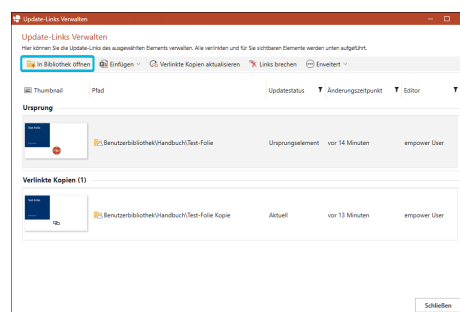 Update-Links Verwalten
Update-Links Verwalten
Hier können Sie die Update-Links des ausgewählten Elements verwalten. Alle verlinkten und für Sie sichtbaren Elemente werden unten aufgeführt.
In Bibliothek öffnen Einfügen Verlinkte Kopien aktualisieren Links brechen Erweitert
Thumbnail Pfad Updatestatus Änderungszeitpunkt Editor
Ursprung
Test-Folie
Benutzerbibliothek\Handbuch\Test-Folie Ursprungselement vor 14 Minuten empower User
Verlinkte Kopien (1)
Test-Folie
Benutzerbibliothek\Handbuch\Test-Folie Kopie Aktuell vor 13 Minuten empower User
Schließen